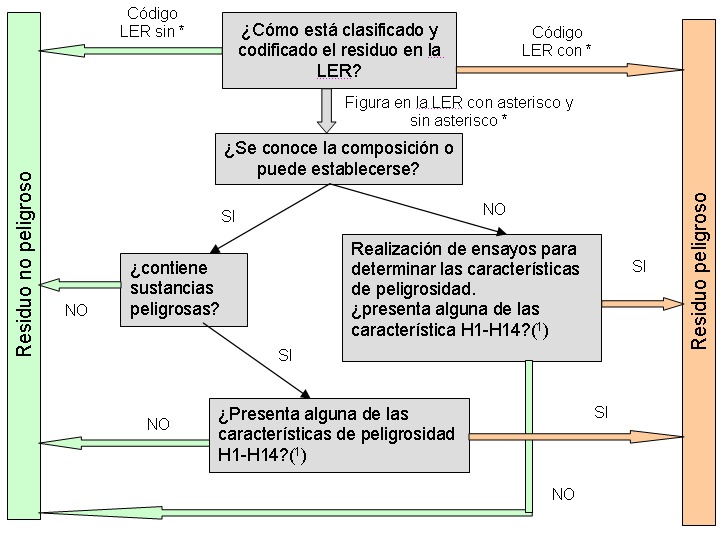 Código
LER sin *
¿Cómo está clasificado y
codificado el residuo en la
LER?
Código
LER con *
Figura en la LER con asterisco y
sin asterisco *
¿Se conoce la composición o
puede establecerse?
SI
NO
Residuo no peligroso
Residuo peligroso
¿contiene
sustancias
peligrosas?
NO
Realización de ensayos para
determinar las características
de peligrosidad.
¿presenta alguna de las
característica H1-H14?(¹)
SI
SI
¿Presenta alguna de las
características de peligrosidad
H1-H14?(¹)
NO
SI
NO